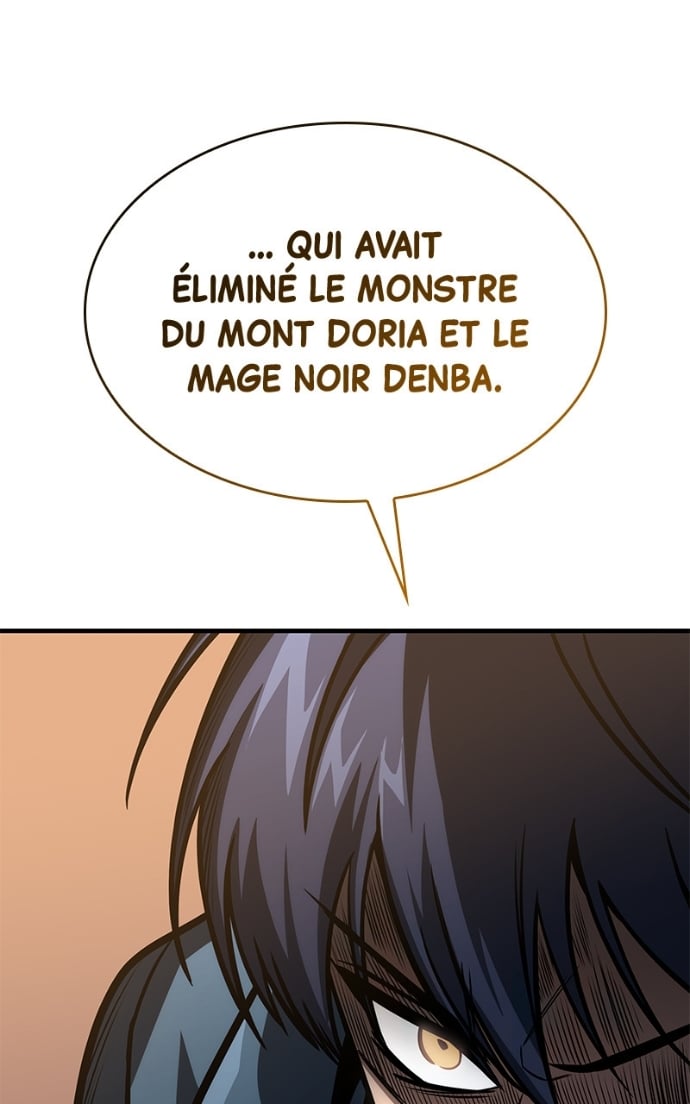 ... QUI AVAIT
ÉLIMINÉ LE MONSTRE
DU MONT DORIA ET LE
MAGE NOIR DENBA.